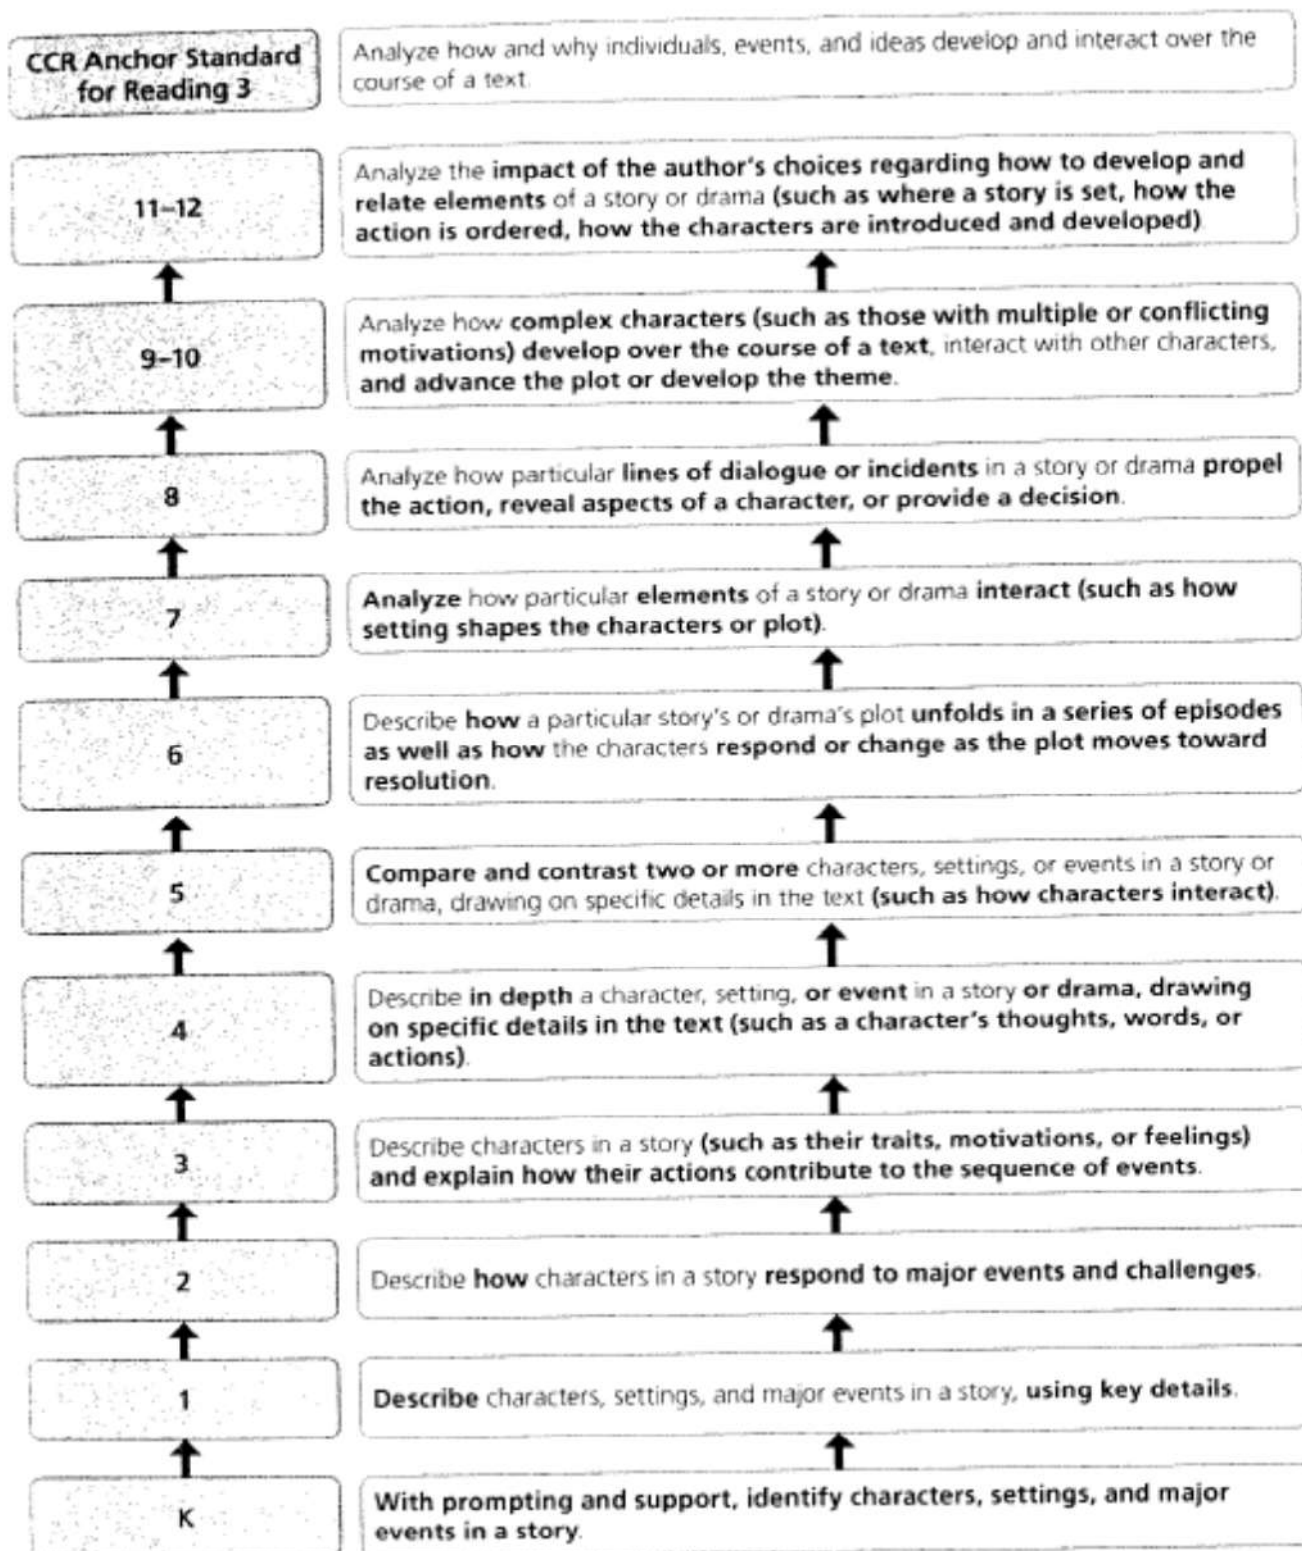 CCR Anchor Standard
for Reading 3
Analyze how and why individuals, events, and ideas develop and interact over the
course of a text.
11–12
Analyze the impact of the author's choices regarding how to develop and
relate elements of a story or drama (such as where a story is set, how the
action is ordered, how the characters are introduced and developed).
9–10
Analyze how complex characters (such as those with multiple or conflicting
motivations) develop over the course of a text, interact with other characters,
and advance the plot or develop the theme.
8
Analyze how particular lines of dialogue or incidents in a story or drama propel
the action, reveal aspects of a character, or provide a decision.
7
Analyze how particular elements of a story or drama interact (such as how
setting shapes the characters or plot).
6
Describe how a particular story's or drama's plot unfolds in a series of episodes
as well as how the characters respond or change as the plot moves toward
resolution.
5
Compare and contrast two or more characters, settings, or events in a story or
drama, drawing on specific details in the text (such as how characters interact).
4
Describe in depth a character, setting, or event in a story or drama, drawing
on specific details in the text (such as a character's thoughts, words, or
actions).
3
Describe characters in a story (such as their traits, motivations, or feelings)
and explain how their actions contribute to the sequence of events.
2
Describe how characters in a story respond to major events and challenges.
1
Describe characters, settings, and major events in a story, using key details.
K
With prompting and support, identify characters, settings, and major
events in a story.